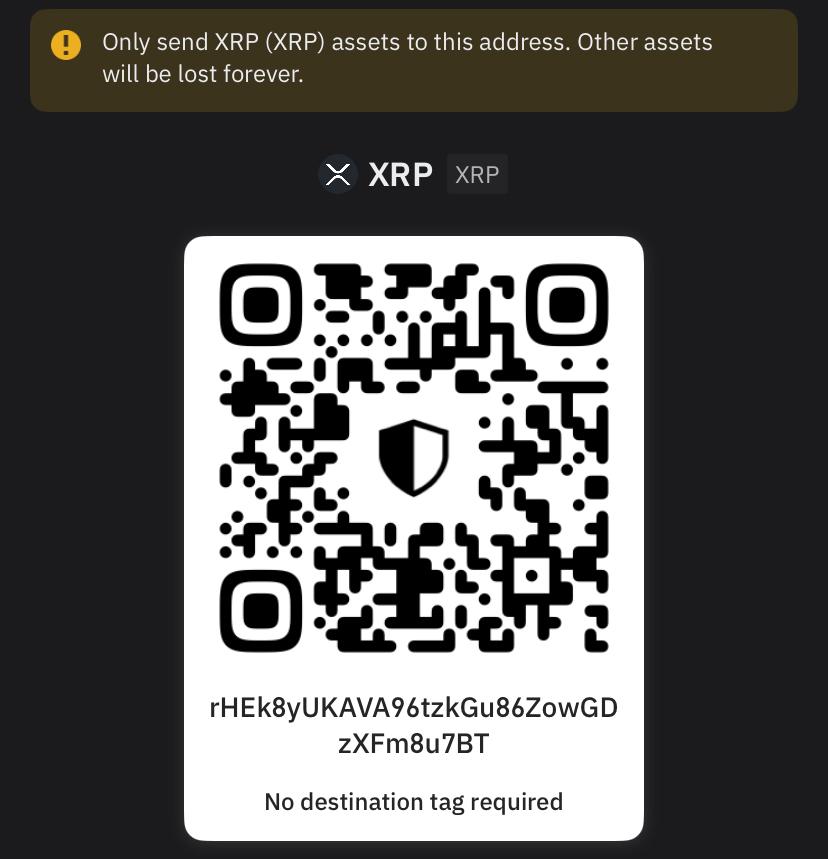 Only send XRP (XRP) assets to this address. Other assets
will be lost forever.
XRP XRP
rHEk8yUKAVA96tzkGu86ZowGD
zXFm8u7BT
No destination tag required